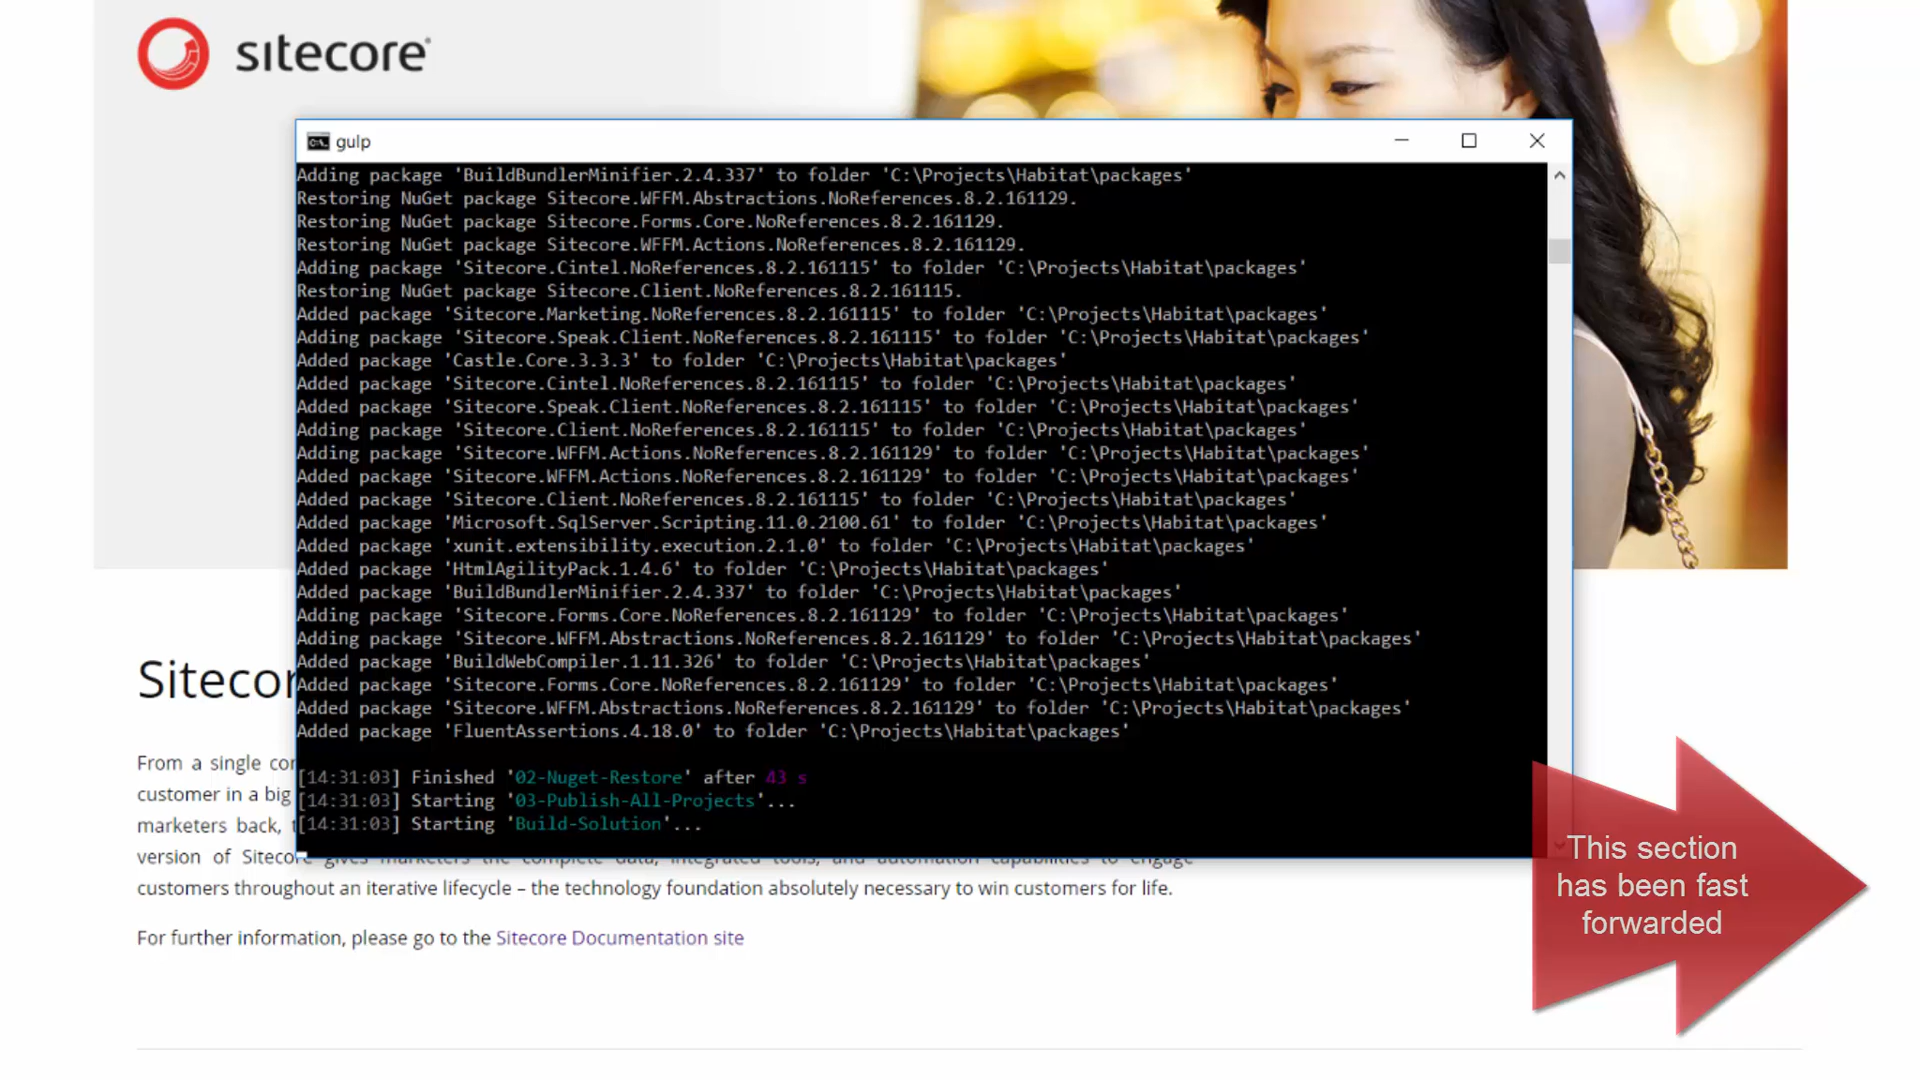 sitecore
gulp
Adding package 'BuildBundlerMinifier.2.4.337' to folder 'C:\Projects\Habitat\packages'
Restoring NuGet package Sitecore.WFFM.Abstractions.NoReferences.8.2.161129.
Restoring NuGet package Sitecore.Forms.Core.NoReferences.8.2.161129.
Restoring NuGet package Sitecore.WFFM.Actions.NoReferences.8.2.161129.
Adding package 'Sitecore.Cintel.NoReferences.8.2.161115' to folder 'C:\Projects\Habitat\packages'
Restoring NuGet package Sitecore.Client.NoReferences.8.2.161115.
Added package 'Sitecore.Marketing.NoReferences.8.2.161115' to folder 'C:\Projects\Habitat\packages'
Adding package 'Sitecore.Speak.Client.NoReferences.8.2.161115' to folder 'C:\Projects\Habitat\packages'
Added package 'Castle.Core.3.3.3' to folder 'C:\Projects\Habitat\packages'
Added package 'Sitecore.Cintel.NoReferences.8.2.161115' to folder 'C:\Projects\Habitat\packages'
Added package 'Sitecore.Speak.Client.NoReferences.8.2.161115' to folder 'C:\Projects\Habitat\packages'
Adding package 'Sitecore.Client.NoReferences.8.2.161115' to folder 'C:\Projects\Habitat\packages'
Adding package 'Sitecore.WFFM.Actions.NoReferences.8.2.161129' to folder 'C:\Projects\Habitat\packages'
Added package 'Sitecore.WFFM.Actions.NoReferences.8.2.161129' to folder 'C:\Projects\Habitat\packages'
Added package 'Sitecore.Client.NoReferences.8.2.161115' to folder 'C:\Projects\Habitat\packages'
Added package 'Microsoft.SqlServer.Scripting.11.0.2100.61' to folder 'C:\Projects\Habitat\packages'
Added package 'xunit.extensibility.execution.2.1.0' to folder 'C:\Projects\Habitat\packages'
Added package 'HtmlAgilityPack.1.4.6' to folder 'C:\Projects\Habitat\packages'
Added package 'BuildBundlerMinifier.2.4.337' to folder 'C:\Projects\Habitat\packages'
Adding package 'Sitecore.Forms.Core.NoReferences.8.2.161129' to folder 'C:\Projects\Habitat\packages'
Adding package 'Sitecore.WFFM.Abstractions.NoReferences.8.2.161129' to folder 'C:\Projects\Habitat\packages'
Added package 'BuildWebCompiler.1.11.326' to folder 'C:\Projects\Habitat\packages'
Added package 'Sitecore.Forms.Core.NoReferences.8.2.161129' to folder 'C:\Projects\Habitat\packages'
Added package 'Sitecore.WFFM.Abstractions.NoReferences.8.2.161129' to folder 'C:\Projects\Habitat\packages'
Added package 'FluentAssertions.4.18.0' to folder 'C:\Projects\Habitat\packages'
[14:31:03] Finished '02-Nuget-Restore' after 43 s
[14:31:03] Starting '03-Publish-All-Projects'...
[14:31:03] Starting 'Build-Solution'...
Sitecor
From a single cor
customer in a big
marketers back, t
version of Sitecore gives marketers the complete data, integrated tools, and automation capabilities to engage
customers throughout an iterative lifecycle – the technology foundation absolutely necessary to win customers for life.
For further information, please go to the Sitecore Documentation site
This section
has been fast
forwarded